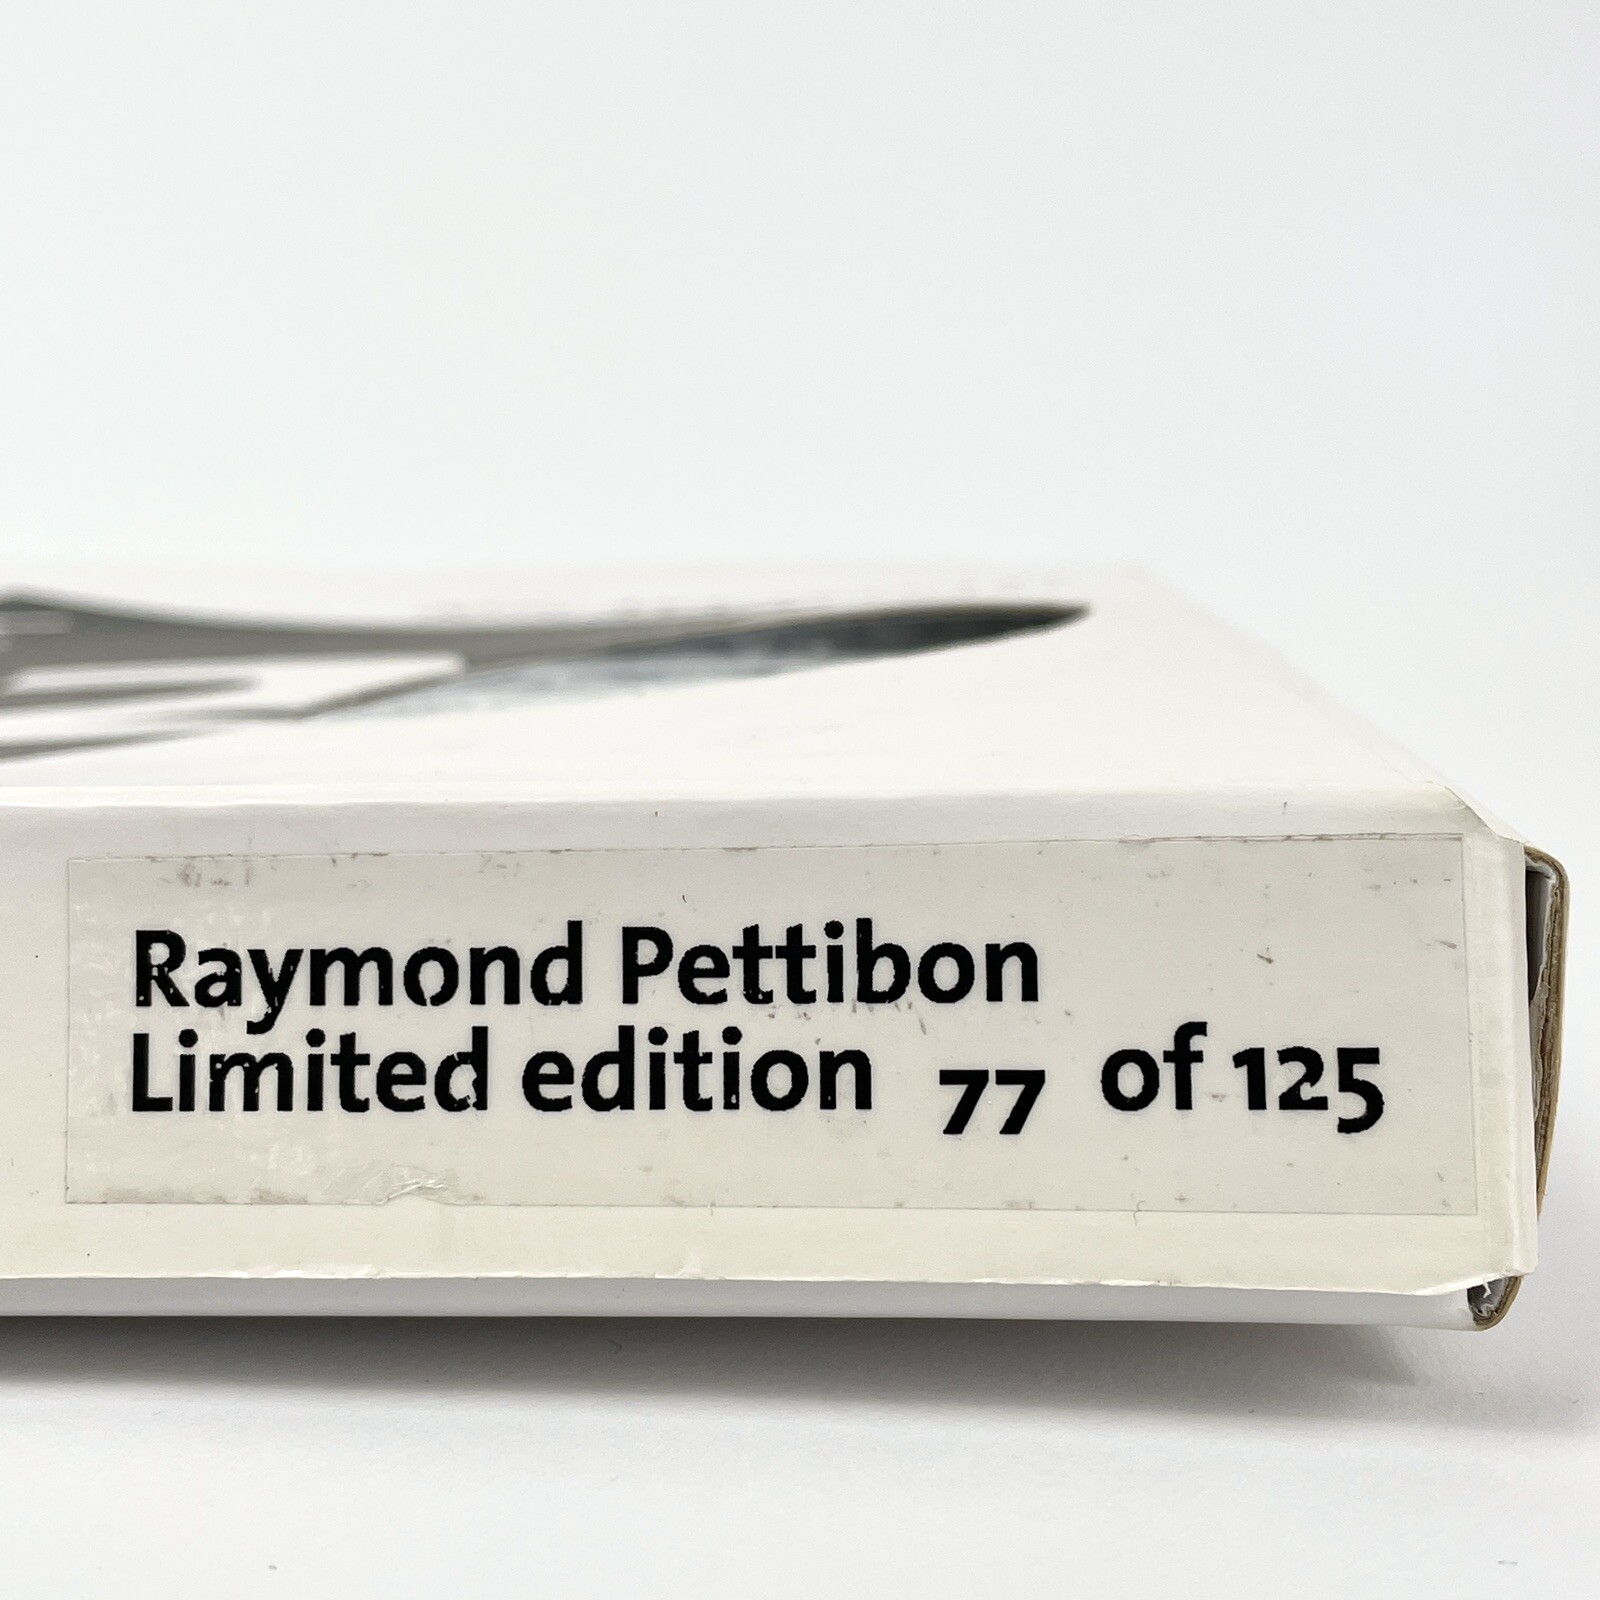 Raymond Pettibon
Limited edition 77 of 125